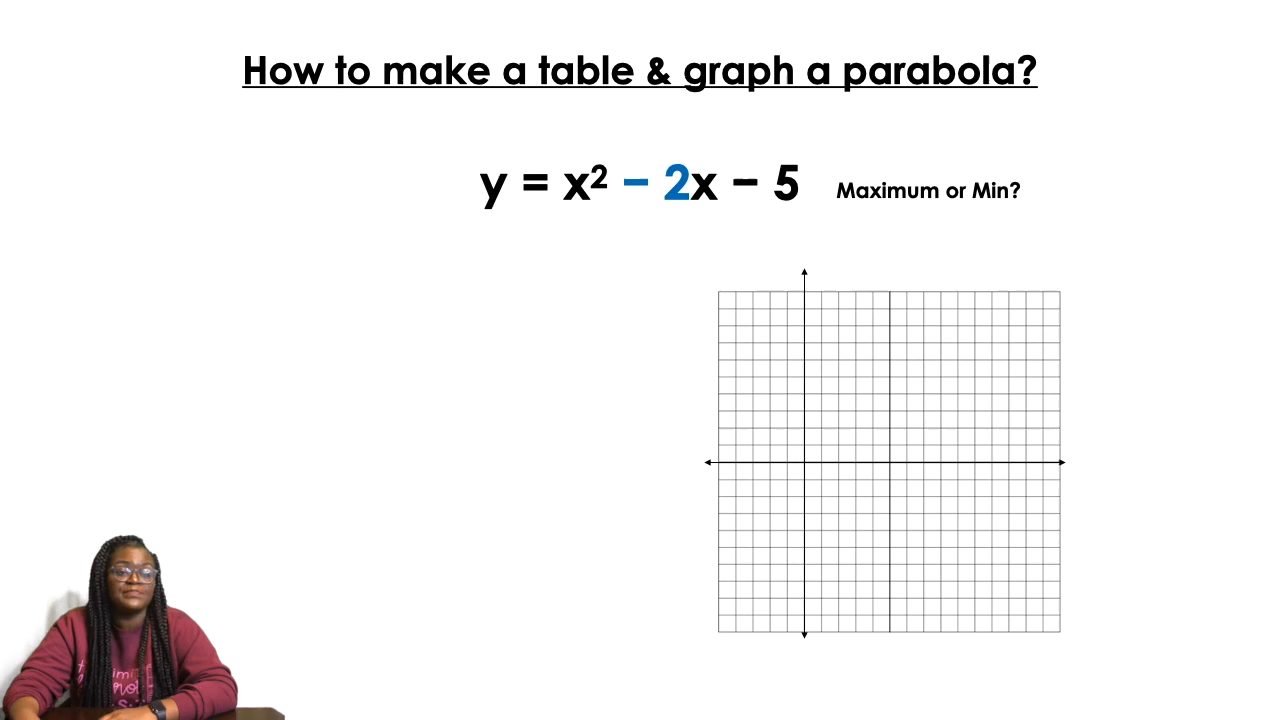 How to make a table & graph a parabola?
y = x² – 2x – 5
Maximum or Min?